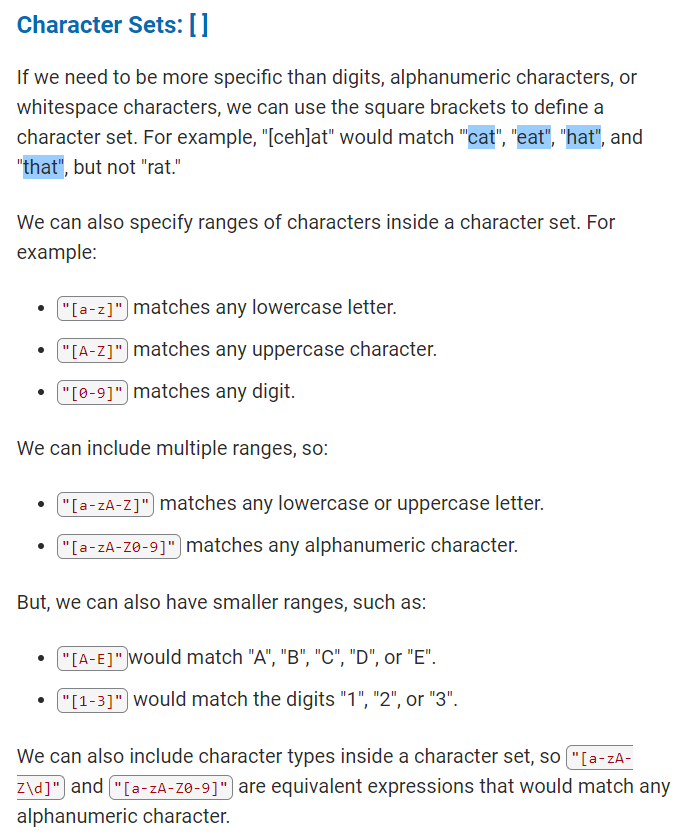 Character Sets: [ ]
If we need to be more specific than digits, alphanumeric characters, or
whitespace characters, we can use the square brackets to define a
character set. For example, "[ceh]at" would match "'cat", "eat", "hat", and
"that", but not "rat."
We can also specify ranges of characters inside a character set. For
example:
• "[a-z]" matches any lowercase letter.
• "[A-Z]" matches any uppercase character.
• "[0-9]" matches any digit.
We can include multiple ranges, so:
• "[a-zA-Z]" matches any lowercase or uppercase letter.
• "[a-zA-Z0-9]" matches any alphanumeric character.
But, we can also have smaller ranges, such as:
• "[A-E]"would match "A", "B", "C", "D", or "E".
• "[1-3]" would match the digits "1", "2", or "3".
We can also include character types inside a character set, so "[a-zA-
Z\d]" and "[a-zA-Z0-9]" are equivalent expressions that would match any
alphanumeric character.